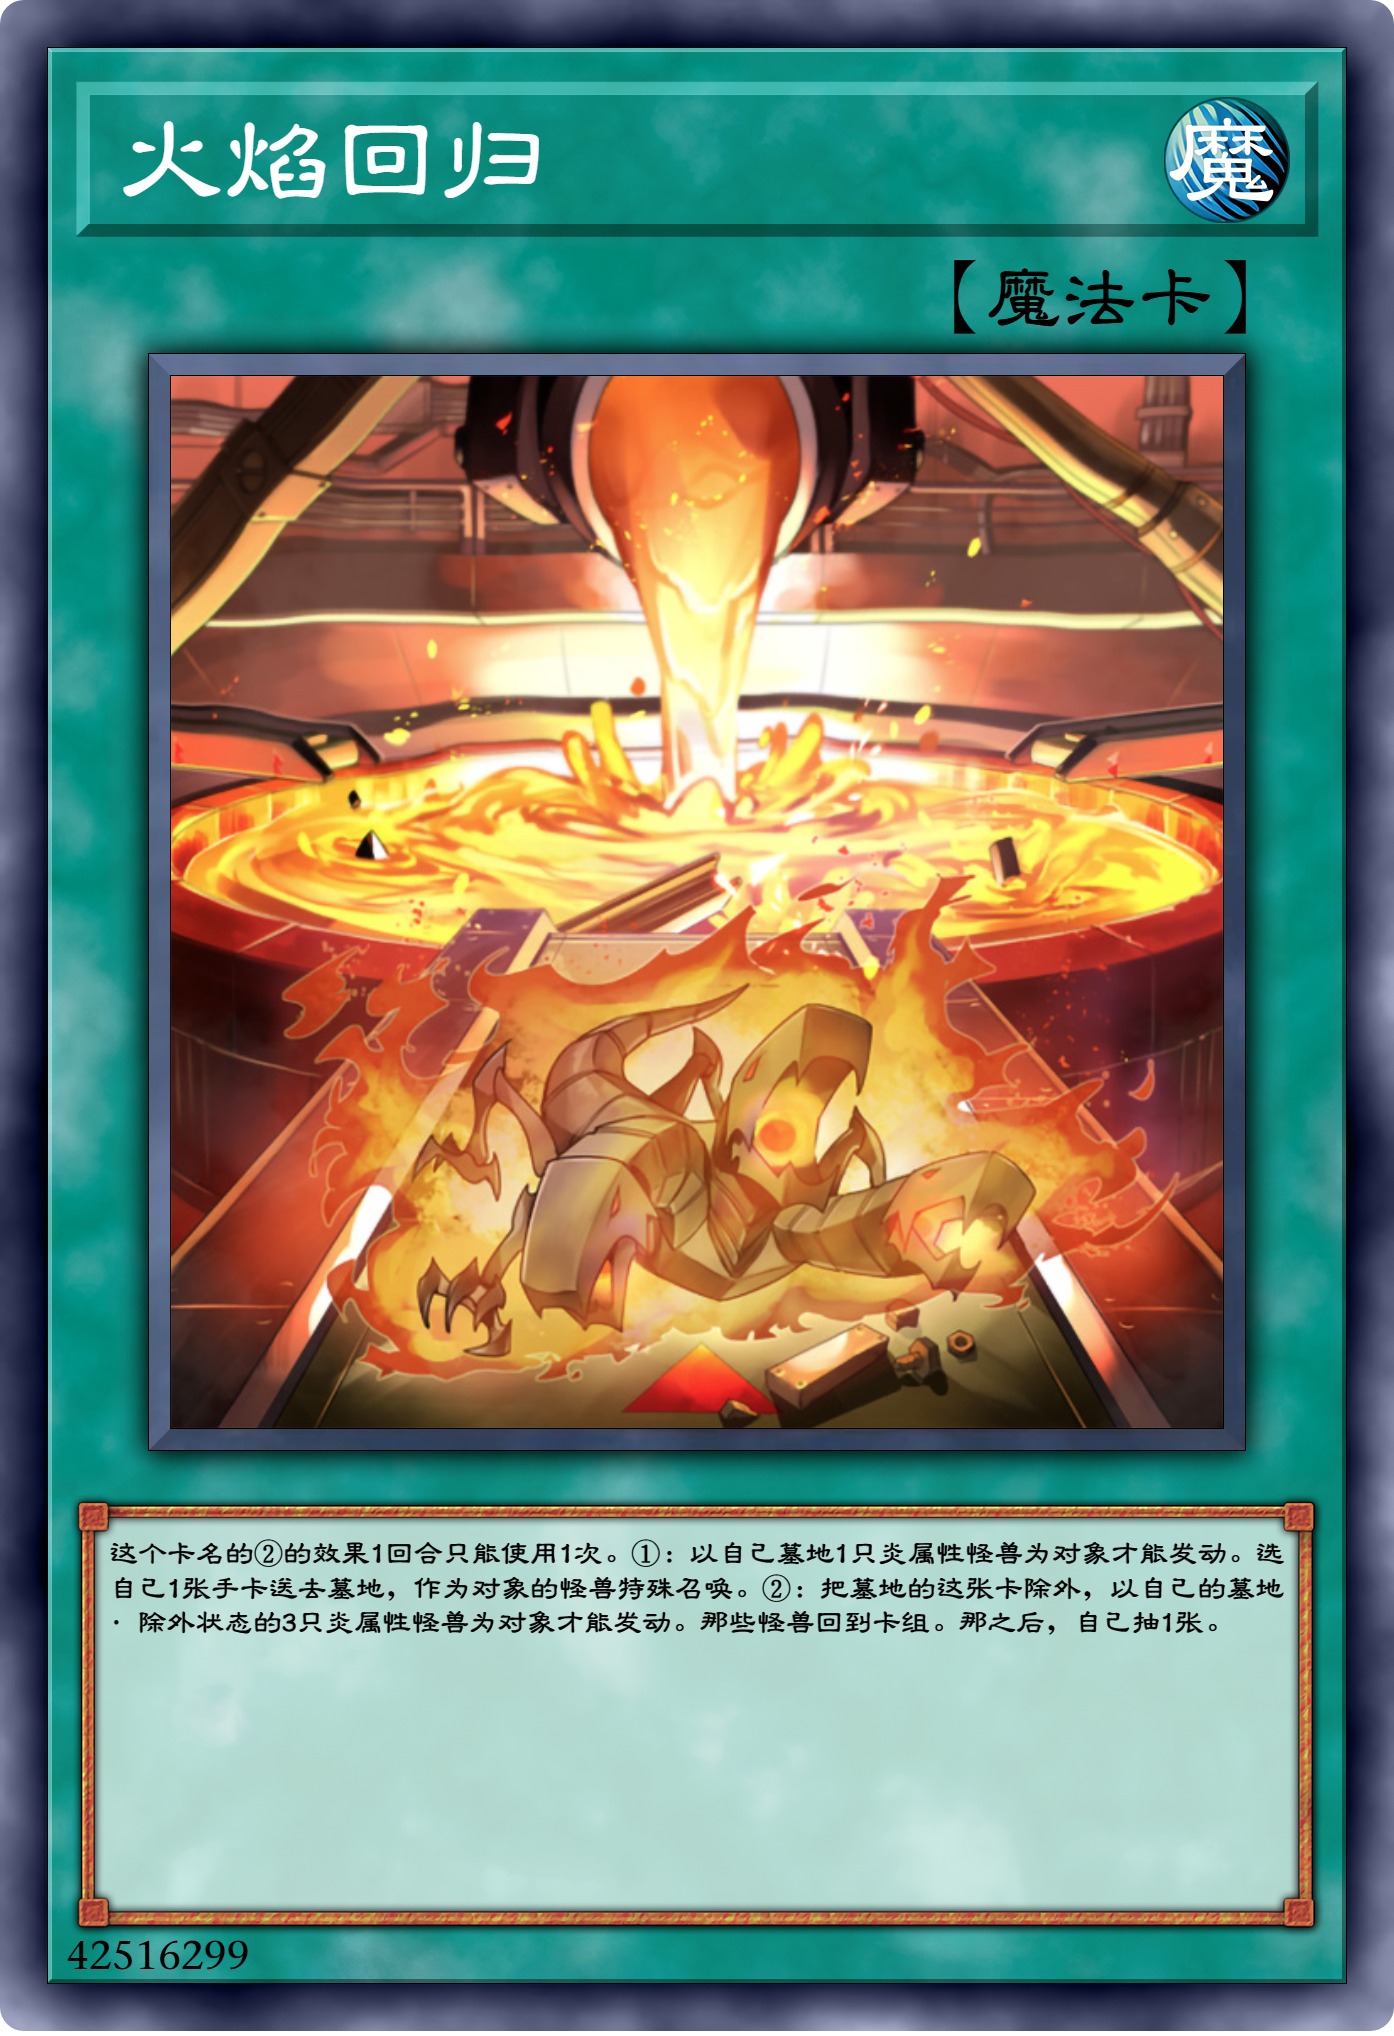 火焰回归
魔
【魔法卡】
这个卡名的②的效果1回合只能使用1次。①：以自己墓地1只炎属性怪兽为对象才能发动。选
自己1张手卡送去墓地，作为对象的怪兽特殊召唤。②：把墓地的这张卡除外，以自己的墓地
·除外状态的3只炎属性怪兽为对象才能发动。那些怪兽回到卡组。那之后，自己抽1张。
42516299